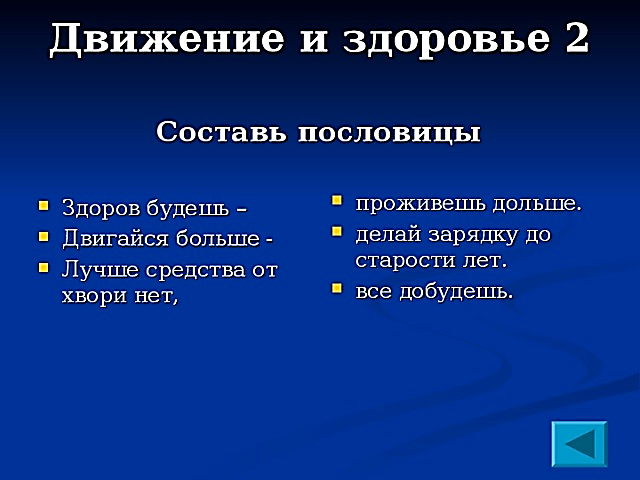 Движение и здоровье 2
Составь пословицы
Здоров будешь –
Двигайся больше -
Лучше средства от
хвори нет,
проживешь дольше.
делай зарядку до
старости лет.
все добудешь.